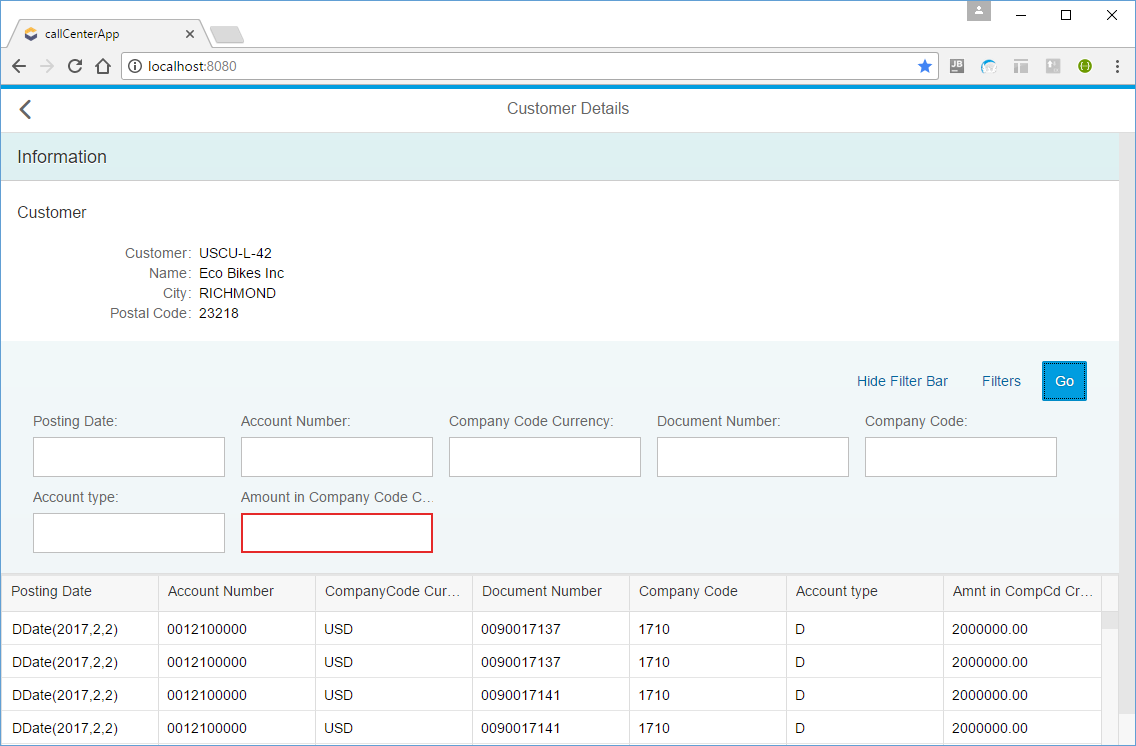 callCenterApp
localhost:8080
JB
Customer Details
Information
Customer
Customer: USCU-L-42
Name: Eco Bikes Inc
City: RICHMOND
Postal Code: 23218
Hide Filter Bar Filters Go
Posting Date: Account Number: Company Code Currency: Document Number: Company Code:
Account type: Amount in Company Code C...
Posting Date Account Number CompanyCode Cur... Document Number Company Code Account type Amnt in CompCd Cr...
DDate(2017,2,2) 0012100000 USD 0090017137 1710 D 2000000.00
DDate(2017,2,2) 0012100000 USD 0090017137 1710 D 2000000.00
DDate(2017,2,2) 0012100000 USD 0090017141 1710 D 2000000.00
DDate(2017,2,2) 0012100000 USD 0090017141 1710 D 2000000.00